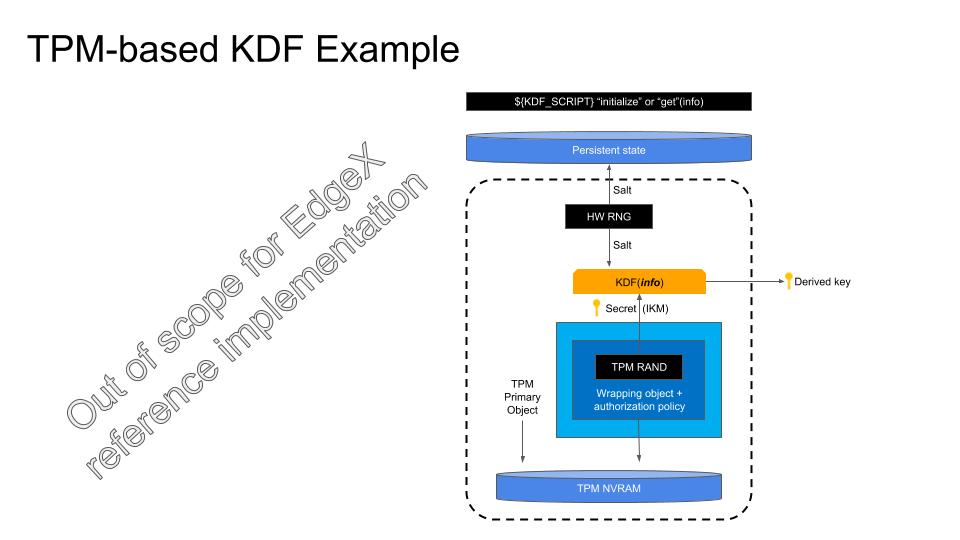 TPM-based KDF Example
${KDF_SCRIPT} “initialize” or “get”(info)
Persistent state
Salt
HW RNG
Salt
KDF(info)
Derived key
Secret (IKM)
TPM RAND
Wrapping object +
authorization policy
TPM
Primary
Object
TPM NVRAM
Out of scope for EdgeX
reference implementation